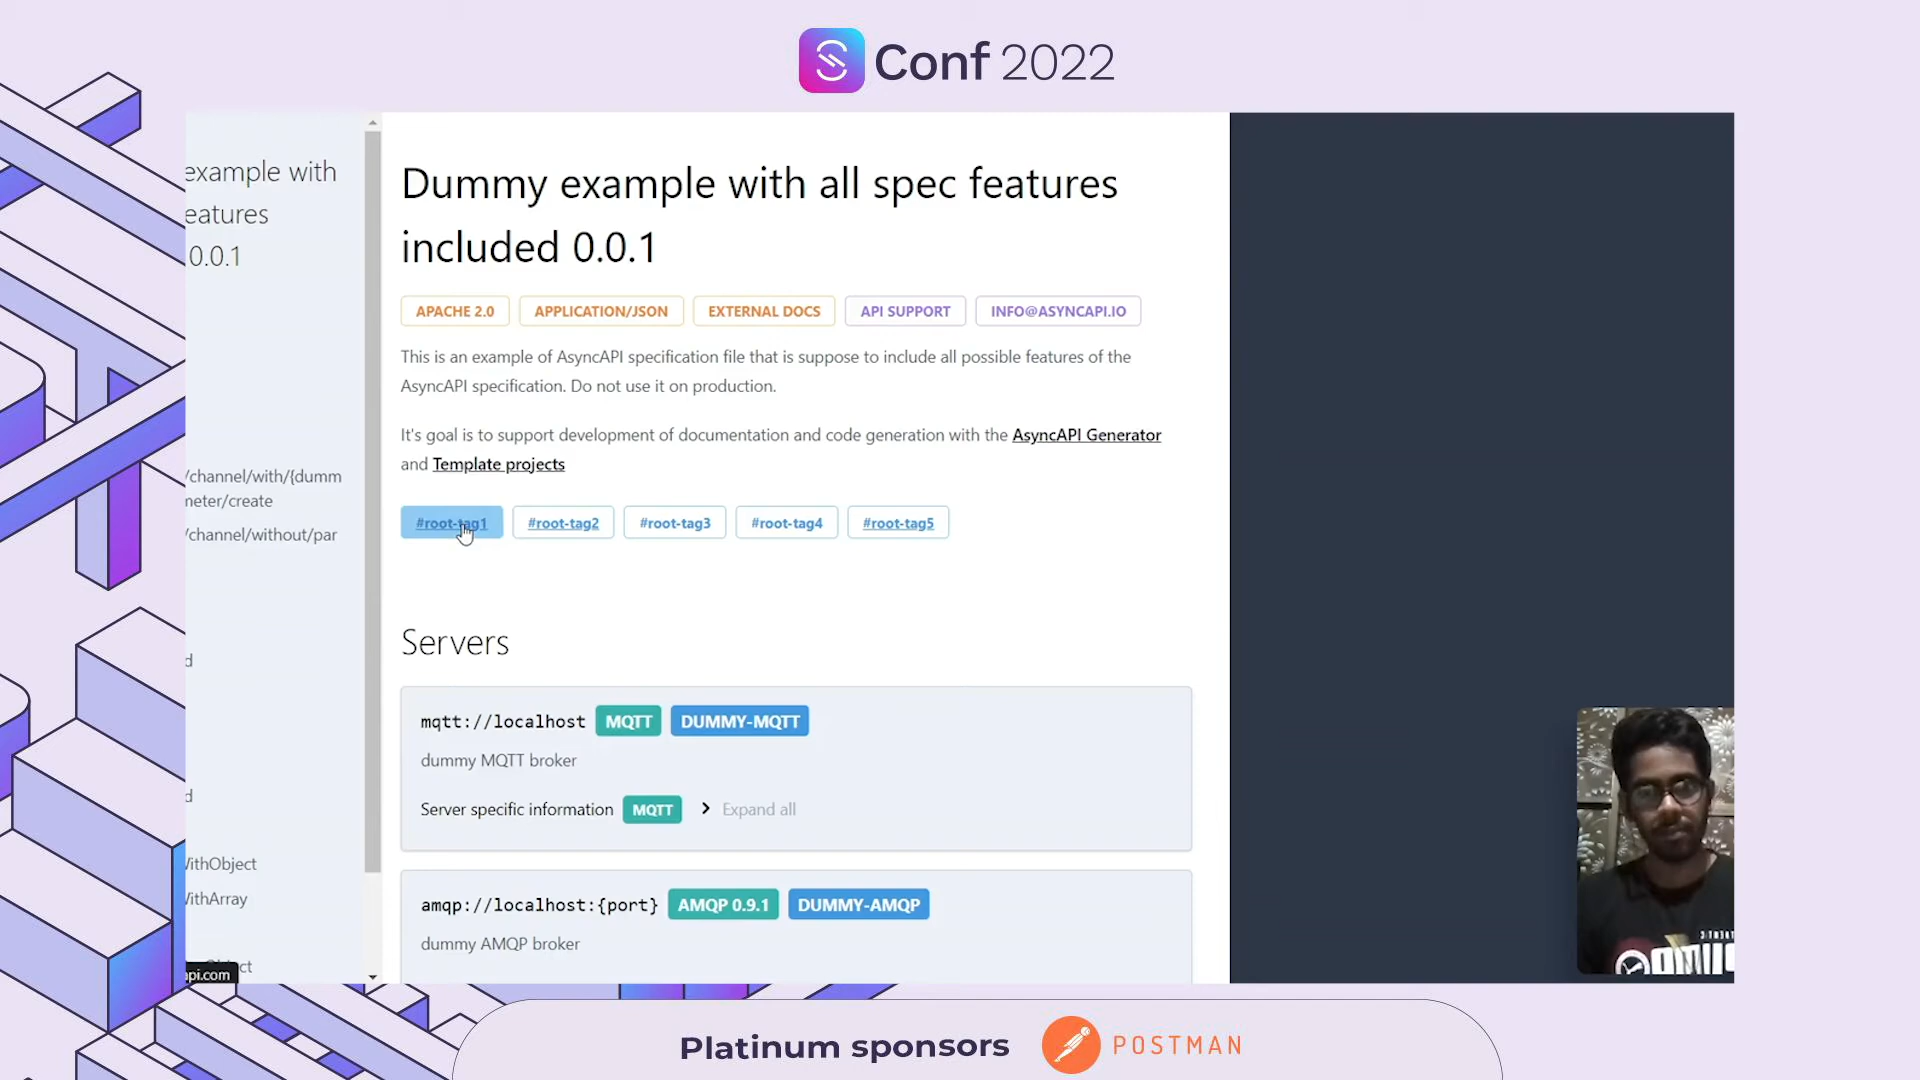 Conf 2022
example with
eatures
0.0.1
/channel/with/{dumm
neter/create
/channel/without/par
d
d
VithObject
VithArray
Object
api.com
Dummy example with all spec features
included 0.0.1
APACHE 2.0 APPLICATION/JSON EXTERNAL DOCS API SUPPORT INFO@ASYNCAPI.IO
This is an example of AsyncAPI specification file that is suppose to include all possible features of the
AsyncAPI specification. Do not use it on production.
It's goal is to support development of documentation and code generation with the AsyncAPI Generator
and Template projects
#root-tag1 #root-tag2 #root-tag3 #root-tag4 #root-tag5
Servers
mqtt://localhost MQTT DUMMY-MQTT
dummy MQTT broker
Server specific information MQTT > Expand all
amqp://localhost:{port} AMQP 0.9.1 DUMMY-AMQP
dummy AMQP broker
Platinum sponsors POSTMAN